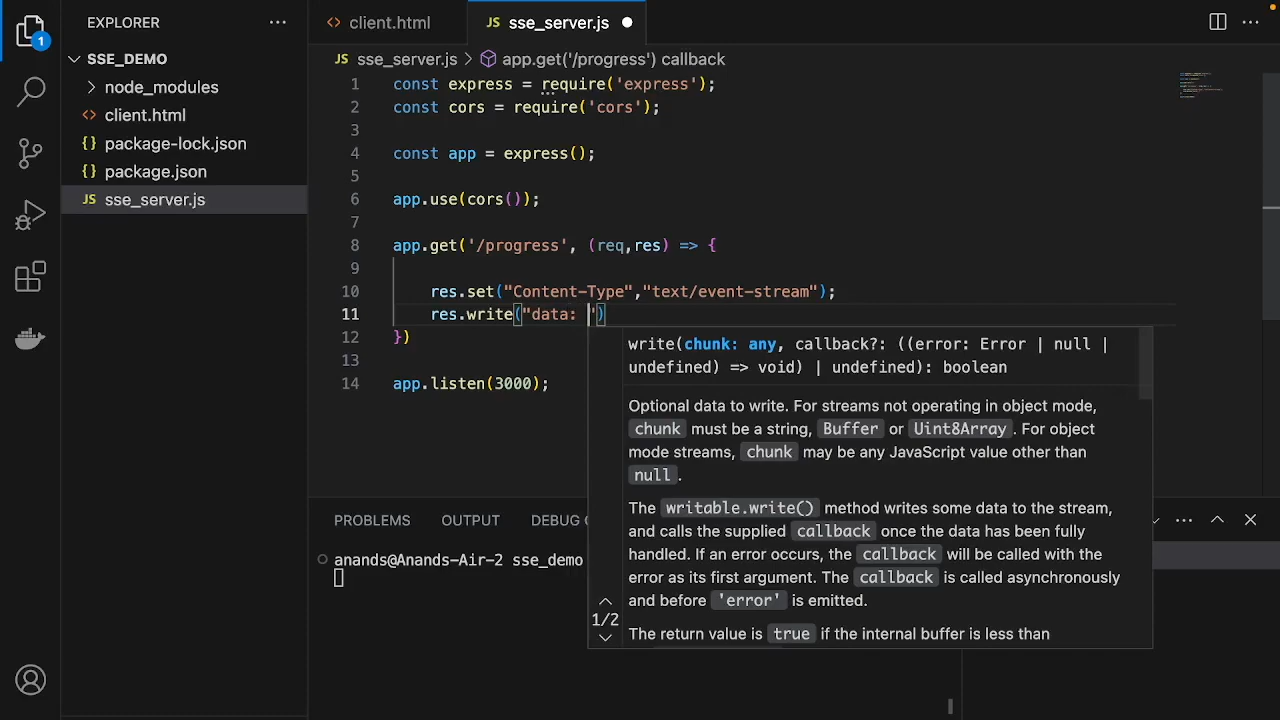 EXPLORER
SSE_DEMO
node_modules
client.html
package-lock.json
package.json
sse_server.js
1
client.html
JS sse_server.js
JS sse_server.js > app.get('/progress') callback
1 const express = require('express');
2 const cors = require('cors');
3
4 const app = express();
5
6 app.use(cors());
7
8 app.get('/progress', (req,res) => {
9
10 res.set("Content-Type","text/event-stream");
11 res.write("data: ")
12 })
13
14 app.listen(3000);
write(chunk: any, callback?: ((error: Error | null |
undefined) => void) | undefined): boolean
Optional data to write. For streams not operating in object mode,
chunk must be a string, Buffer or Uint8Array. For object
mode streams, chunk may be any JavaScript value other than
null.
The writable.write() method writes some data to the stream,
and calls the supplied callback once the data has been fully
handled. If an error occurs, the callback will be called with the
error as its first argument. The callback is called asynchronously
and before 'error' is emitted.
1/2
The return value is true if the internal buffer is less than
PROBLEMS OUTPUT DEBUG
anands@Anands-Air-2 sse_demo